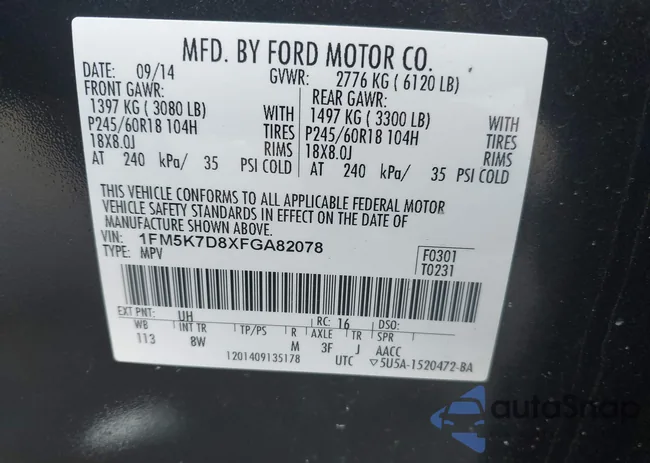 MFD. BY FORD MOTOR CO.
DATE: 09/14 GVWR: 2776 KG ( 6120 LB)
FRONT GAWR: REAR GAWR:
1397 KG ( 3080 LB) WITH 1497 KG ( 3300 LB) WITH
P245/60R18 104H TIRES P245/60R18 104H TIRES
18X8.0J RIMS 18X8.0J RIMS
AT 240 kPa/ 35 PSI COLD AT 240 kPa/ 35 PSI COLD
THIS VEHICLE CONFORMS TO ALL APPLICABLE FEDERAL MOTOR
VEHICLE SAFETY STANDARDS IN EFFECT ON THE DATE OF
MANUFACTURE SHOWN ABOVE.
VIN: 1FM5K7D8XFGA82078 F0301
TYPE: MPV T0231
EXT PNT: UH RC: 16 DSO:
WB INT TR TP/PS R AXLE TR
113 8W M 3F J AACC
1201409135178 UTC ▽5U5A-1520472-BA
autoSnap